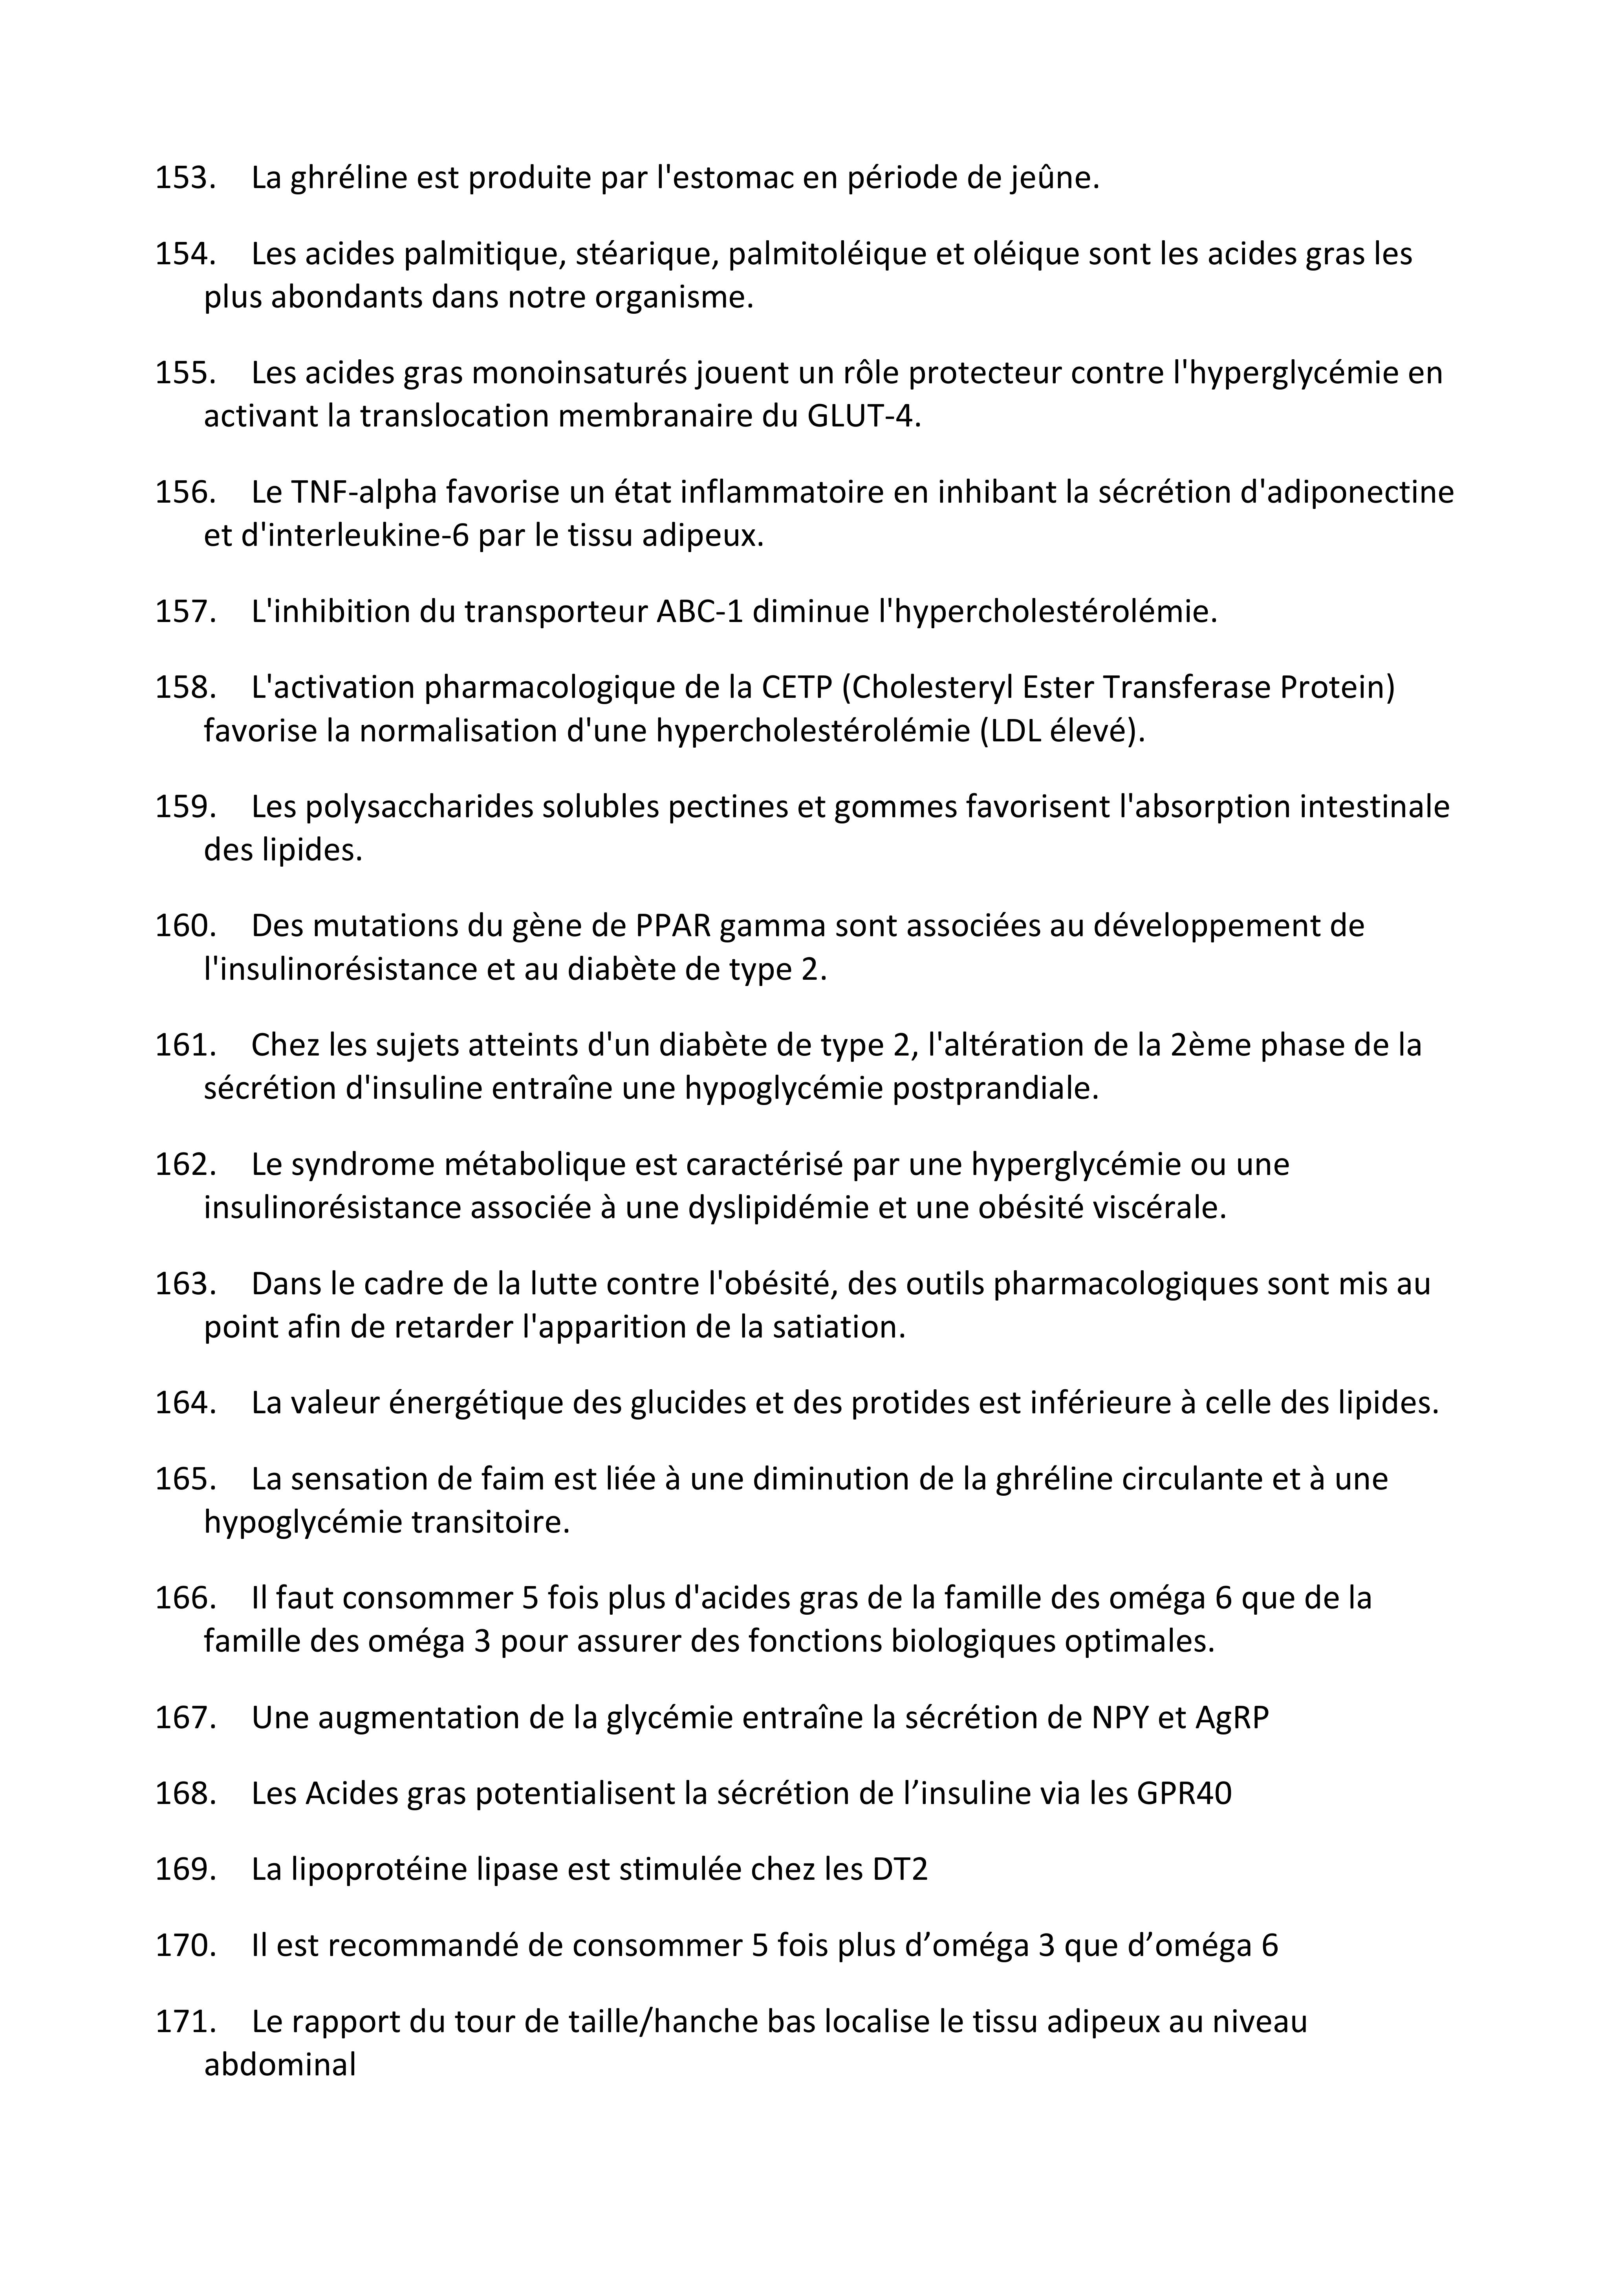 153. La ghréline est produite par l'estomac en période de jeûne.
154. Les acides palmitique, stéarique, palmitoléique et oléique sont les acides gras les
plus abondants dans notre organisme.
155. Les acides gras monoinsaturés jouent un rôle protecteur contre l'hyperglycémie en
activant la translocation membranaire du GLUT-4.
156. Le TNF-alpha favorise un état inflammatoire en inhibant la sécrétion d'adiponectine
et d'interleukine-6 par le tissu adipeux.
157. L'inhibition du transporteur ABC-1 diminue l'hypercholestérolémie.
158. L'activation pharmacologique de la CETP (Cholesteryl Ester Transferase Protein)
favorise la normalisation d'une hypercholestérolémie (LDL élevé).
159. Les polysaccharides solubles pectines et gommes favorisent l'absorption intestinale
des lipides.
160. Des mutations du gène de PPAR gamma sont associées au développement de
l'insulinorésistance et au diabète de type 2.
161. Chez les sujets atteints d'un diabète de type 2, l'altération de la 2ème phase de la
sécrétion d'insuline entraîne une hypoglycémie postprandiale.
162. Le syndrome métabolique est caractérisé par une hyperglycémie ou une
insulinorésistance associée à une dyslipidémie et une obésité viscérale.
163. Dans le cadre de la lutte contre l'obésité, des outils pharmacologiques sont mis au
point afin de retarder l'apparition de la satiation.
164. La valeur énergétique des glucides et des protides est inférieure à celle des lipides.
165. La sensation de faim est liée à une diminution de la ghréline circulante et à une
hypoglycémie transitoire.
166. Il faut consommer 5 fois plus d'acides gras de la famille des oméga 6 que de la
famille des oméga 3 pour assurer des fonctions biologiques optimales.
167. Une augmentation de la glycémie entraîne la sécrétion de NPY et AgRP
168. Les Acides gras potentialisent la sécrétion de l’insuline via les GPR40
169. La lipoprotéine lipase est stimulée chez les DT2
170. Il est recommandé de consommer 5 fois plus d’oméga 3 que d’oméga 6
171. Le rapport du tour de taille/hanche bas localise le tissu adipeux au niveau
abdominal